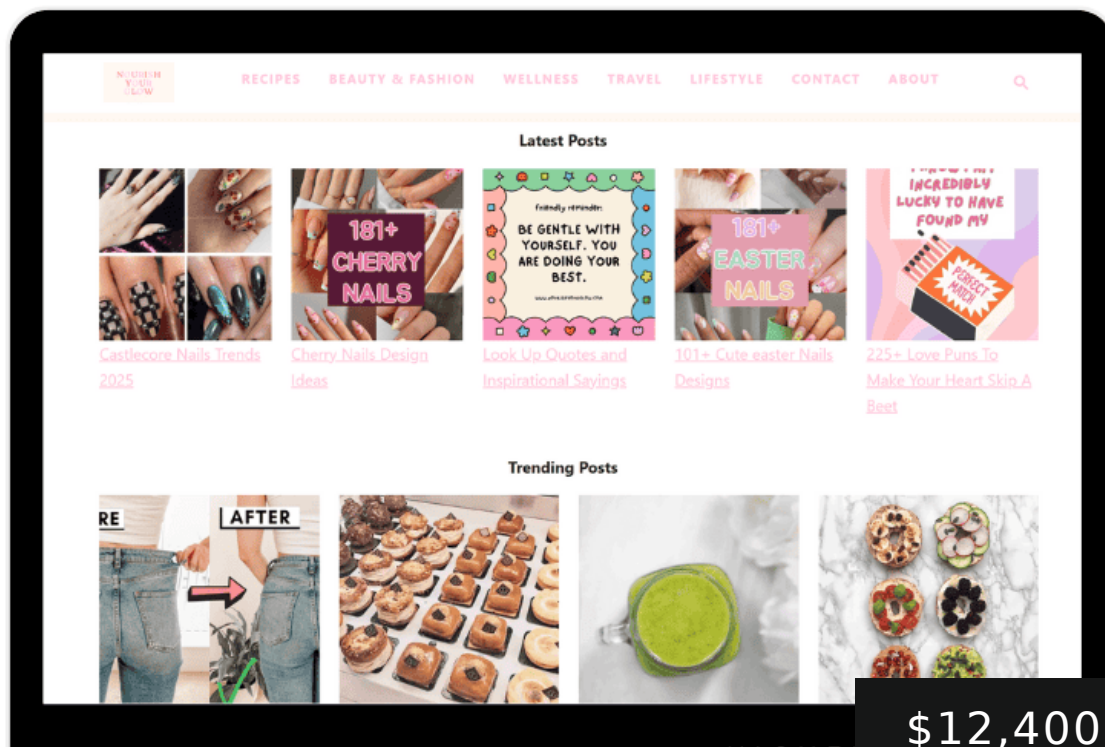 NOURISH
YOUR
GLOW
RECIPES BEAUTY & FASHION WELLNESS TRAVEL LIFESTYLE CONTACT ABOUT
Latest Posts
181+
CHERRY
NAILS
friendly reminder:
BE GENTLE WITH
YOURSELF. YOU
ARE DOING YOUR
BEST.
181+
EASTER
NAILS
INCREDIBLY
LUCKY TO HAVE
FOUND MY
PERFECT
MATCH
Castlecore Nails Trends
2025
Cherry Nails Design
Ideas
Look Up Quotes and
Inspirational Sayings
101+ Cute easter Nails
Designs
225+ Love Puns To
Make Your Heart Skip A
Beet
Trending Posts
RE
AFTER
$12,400